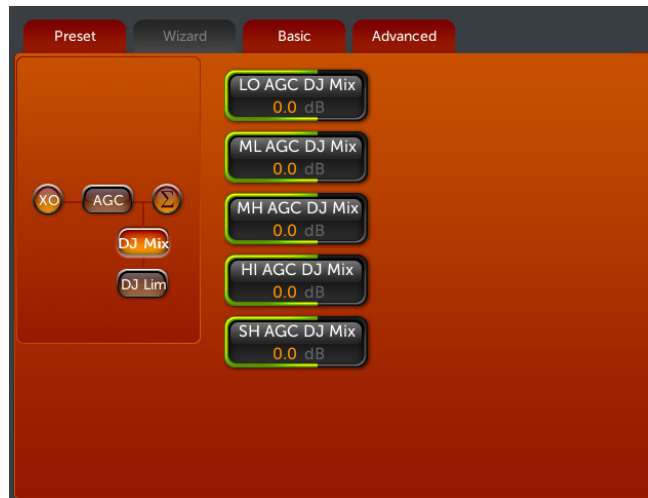 Preset Wizard Basic Advanced
XO AGC Σ
DJ Mix
DJ Lim
LO AGC DJ Mix
0.0 dB
ML AGC DJ Mix
0.0 dB
MH AGC DJ Mix
0.0 dB
HI AGC DJ Mix
0.0 dB
SH AGC DJ Mix
0.0 dB